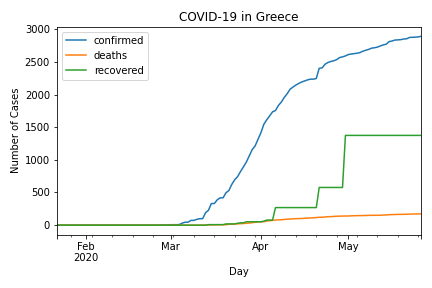 COVID-19 in Greece
confirmed
deaths
recovered
Number of Cases
3000
2500
2000
1500
1000
500
0
Feb
2020
Mar
Apr
May
Day